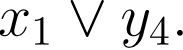 x₁ ∨ y₄.